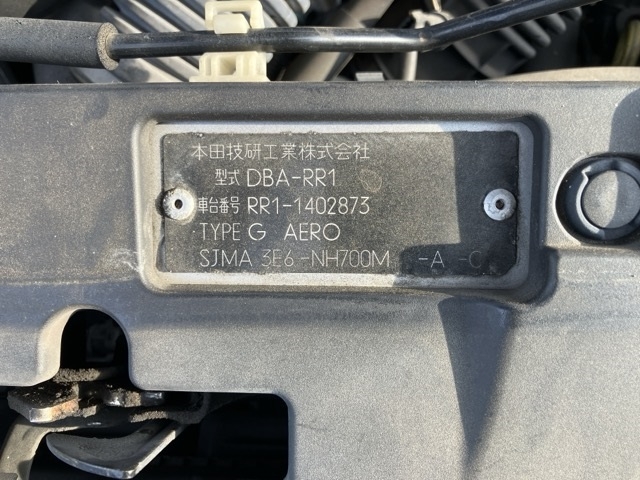 本田技研工業株式会社
型式 DBA-RR1
車台番号 RR1-1402873
TYPE G AERO
SJMA 3E6-NH700M -A -C